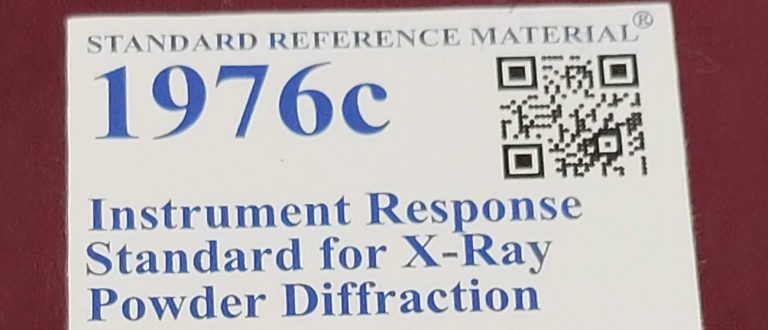 STANDARD REFERENCE MATERIAL®
1976c
Instrument Response
Standard for X-Ray
Powder Diffraction